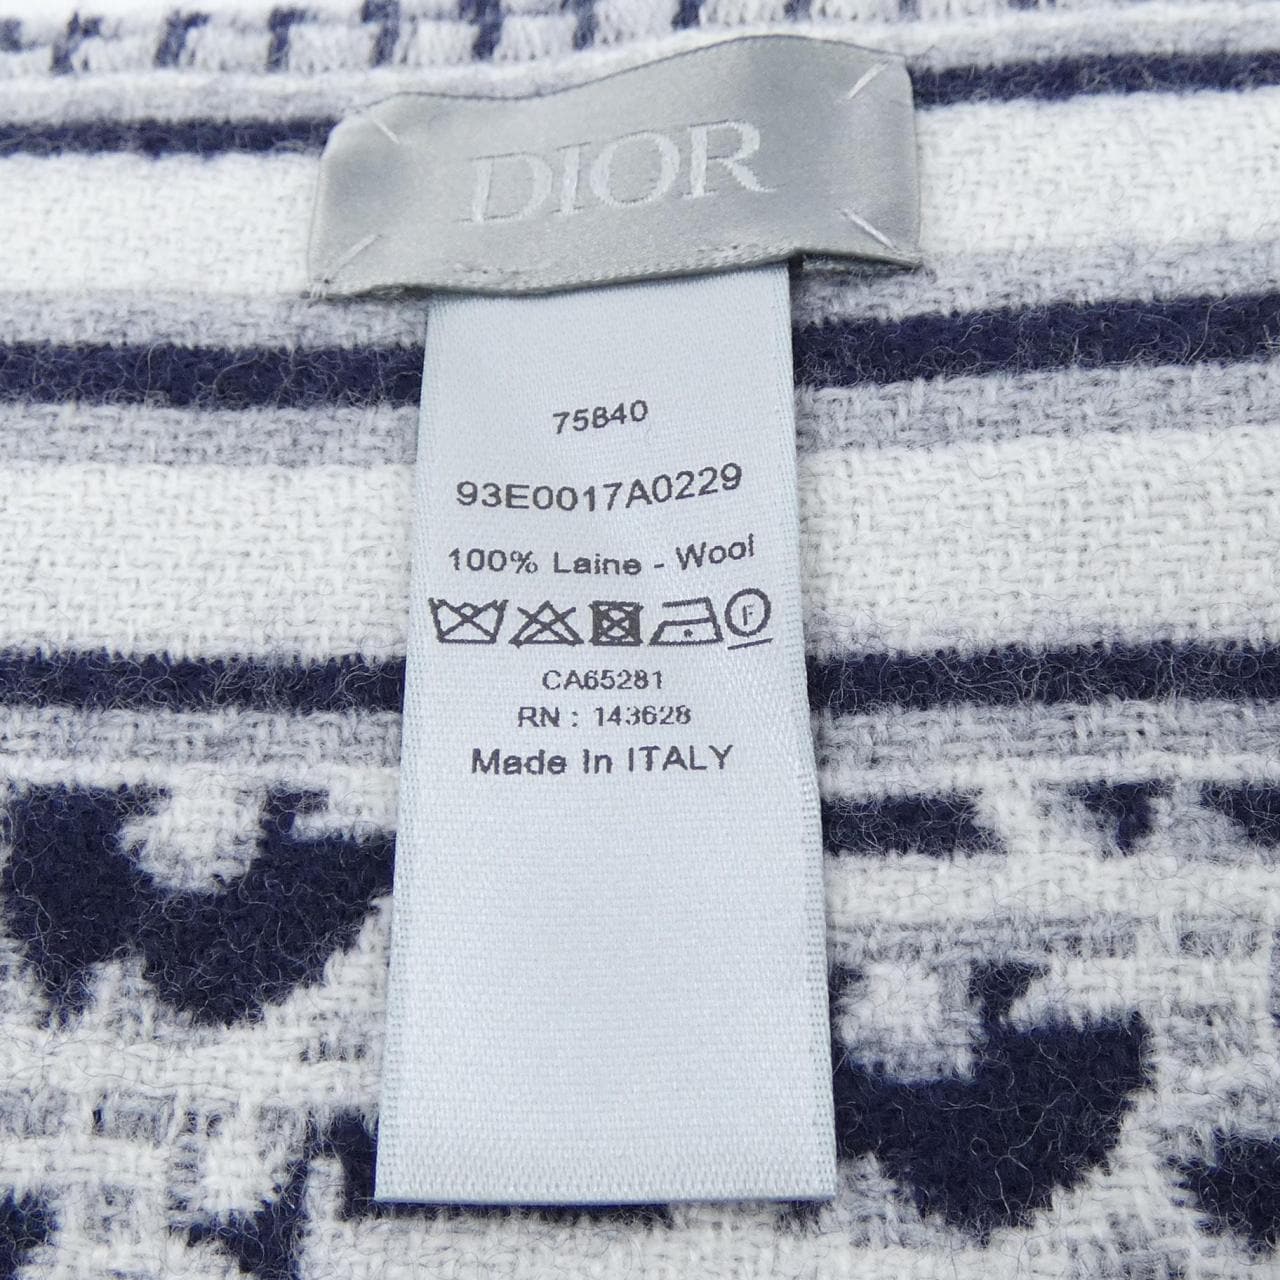 DIOR
75840
93E0017A0229
100% Laine - Wool
F
CA65281
RN : 143628
Made In ITALY